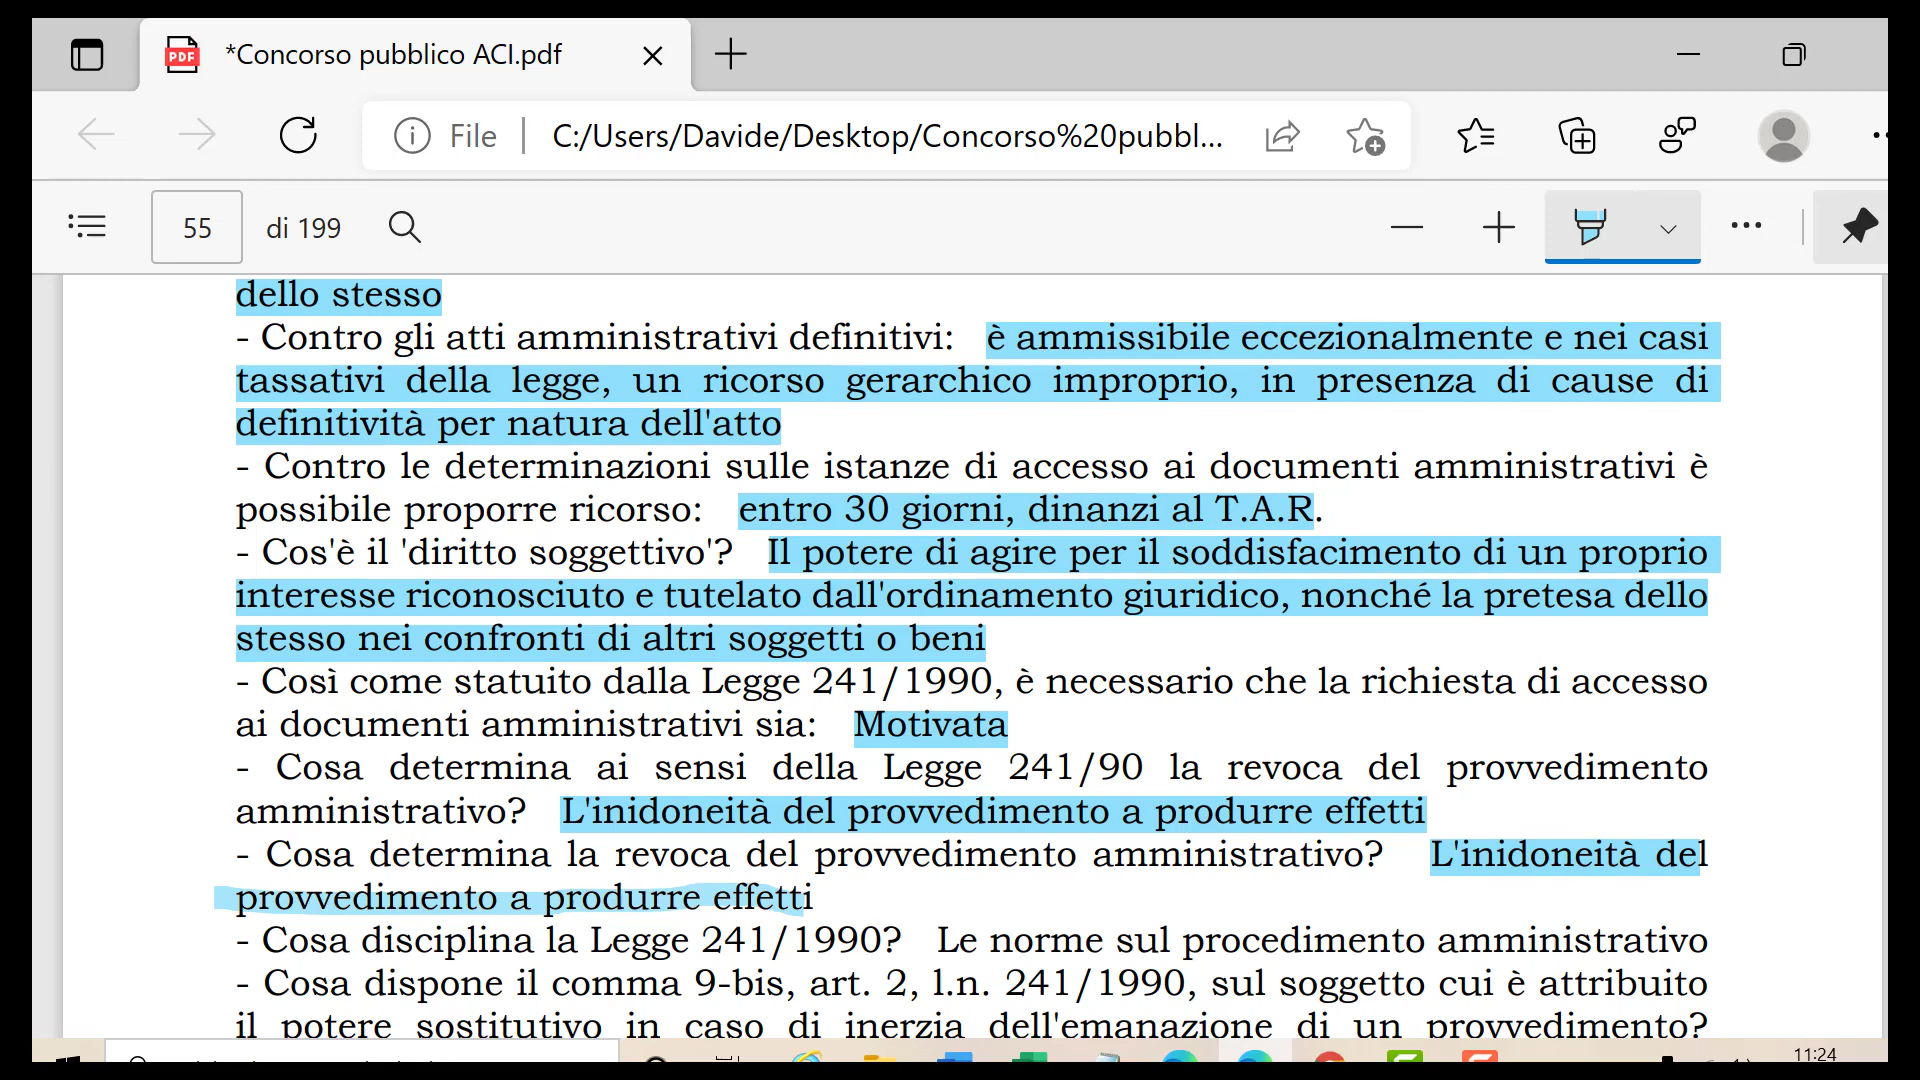 *Concorso pubblico ACI.pdf
PDF
File
C:/Users/Davide/Desktop/Concorso%20pubbl...
55
di 199
dello stesso
- Contro gli atti amministrativi definitivi: è ammissibile eccezionalmente e nei casi
tassativi della legge, un ricorso gerarchico improprio, in presenza di cause di
definitività per natura dell'atto
- Contro le determinazioni sulle istanze di accesso ai documenti amministrativi è
possibile proporre ricorso: entro 30 giorni, dinanzi al T.A.R.
- Cos'è il 'diritto soggettivo'? Il potere di agire per il soddisfacimento di un proprio
interesse riconosciuto e tutelato dall'ordinamento giuridico, nonché la pretesa dello
stesso nei confronti di altri soggetti o beni
- Così come statuito dalla Legge 241/1990, è necessario che la richiesta di accesso
ai documenti amministrativi sia: Motivata
- Cosa determina ai sensi della Legge 241/90 la revoca del provvedimento
amministrativo? L'inidoneità del provvedimento a produrre effetti
- Cosa determina la revoca del provvedimento amministrativo? L'inidoneità del
provvedimento a produrre effetti
- Cosa disciplina la Legge 241/1990? Le norme sul procedimento amministrativo
- Cosa dispone il comma 9-bis, art. 2, l.n. 241/1990, sul soggetto cui è attribuito
il potere sostitutivo in caso di inerzia dell'emanazione di un provvedimento?
11:24